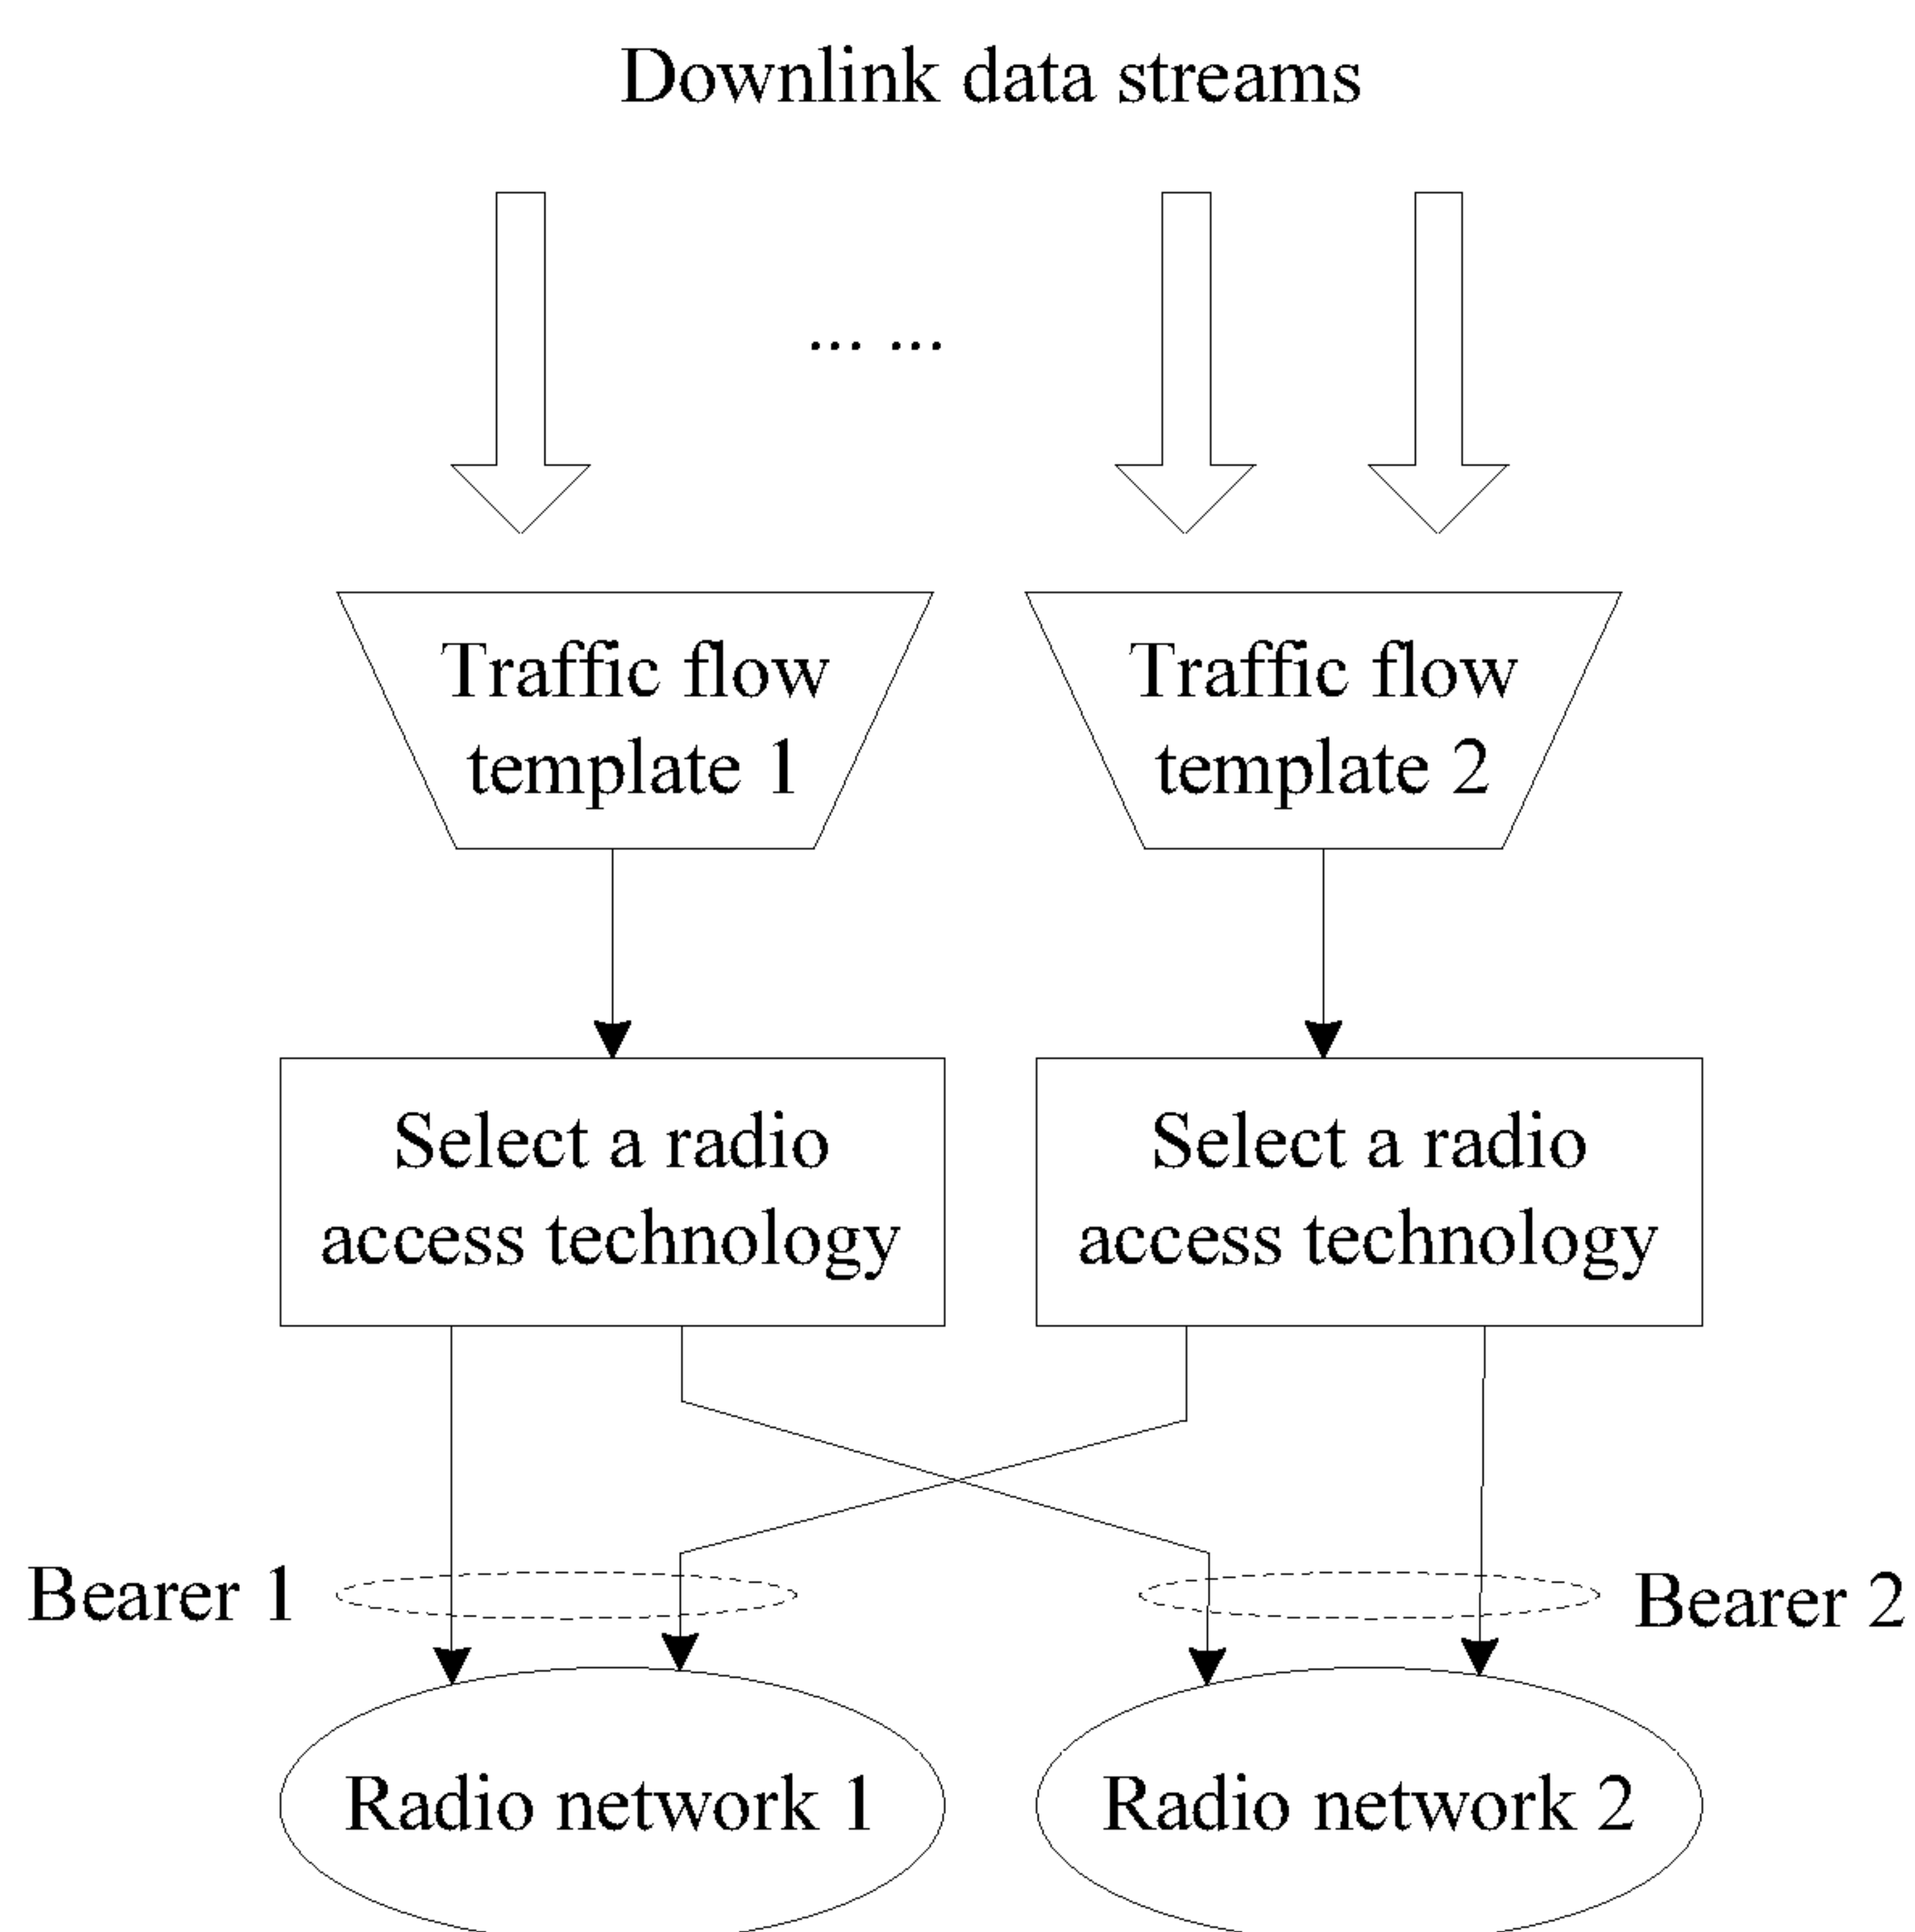 Downlink data streams
... ...
Traffic flow
template 1
Traffic flow
template 2
Select a radio
access technology
Select a radio
access technology
Bearer 1
Bearer 2
Radio network 1
Radio network 2